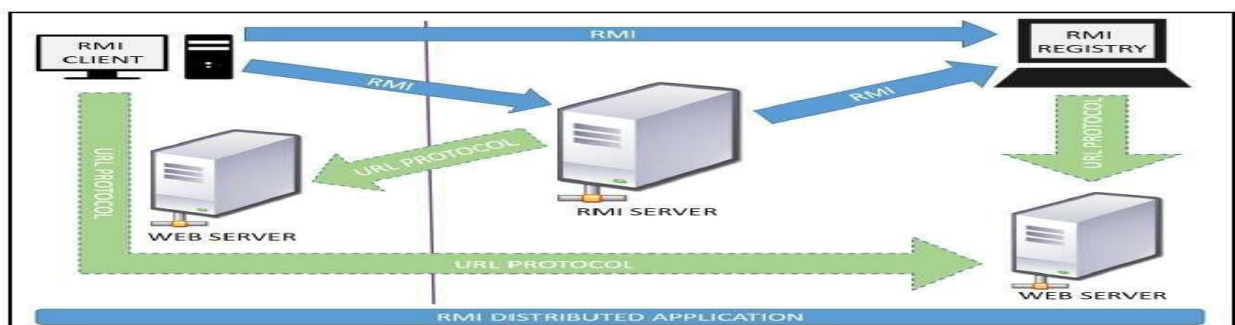 RMI
CLIENT
RMI
RMI
REGISTRY
RMI
RMI
URL PROTOCOL
URL PROTOCOL
URL PROTOCOL
RMI SERVER
WEB SERVER
URL PROTOCOL
WEB SERVER
RMI DISTRIBUTED APPLICATION